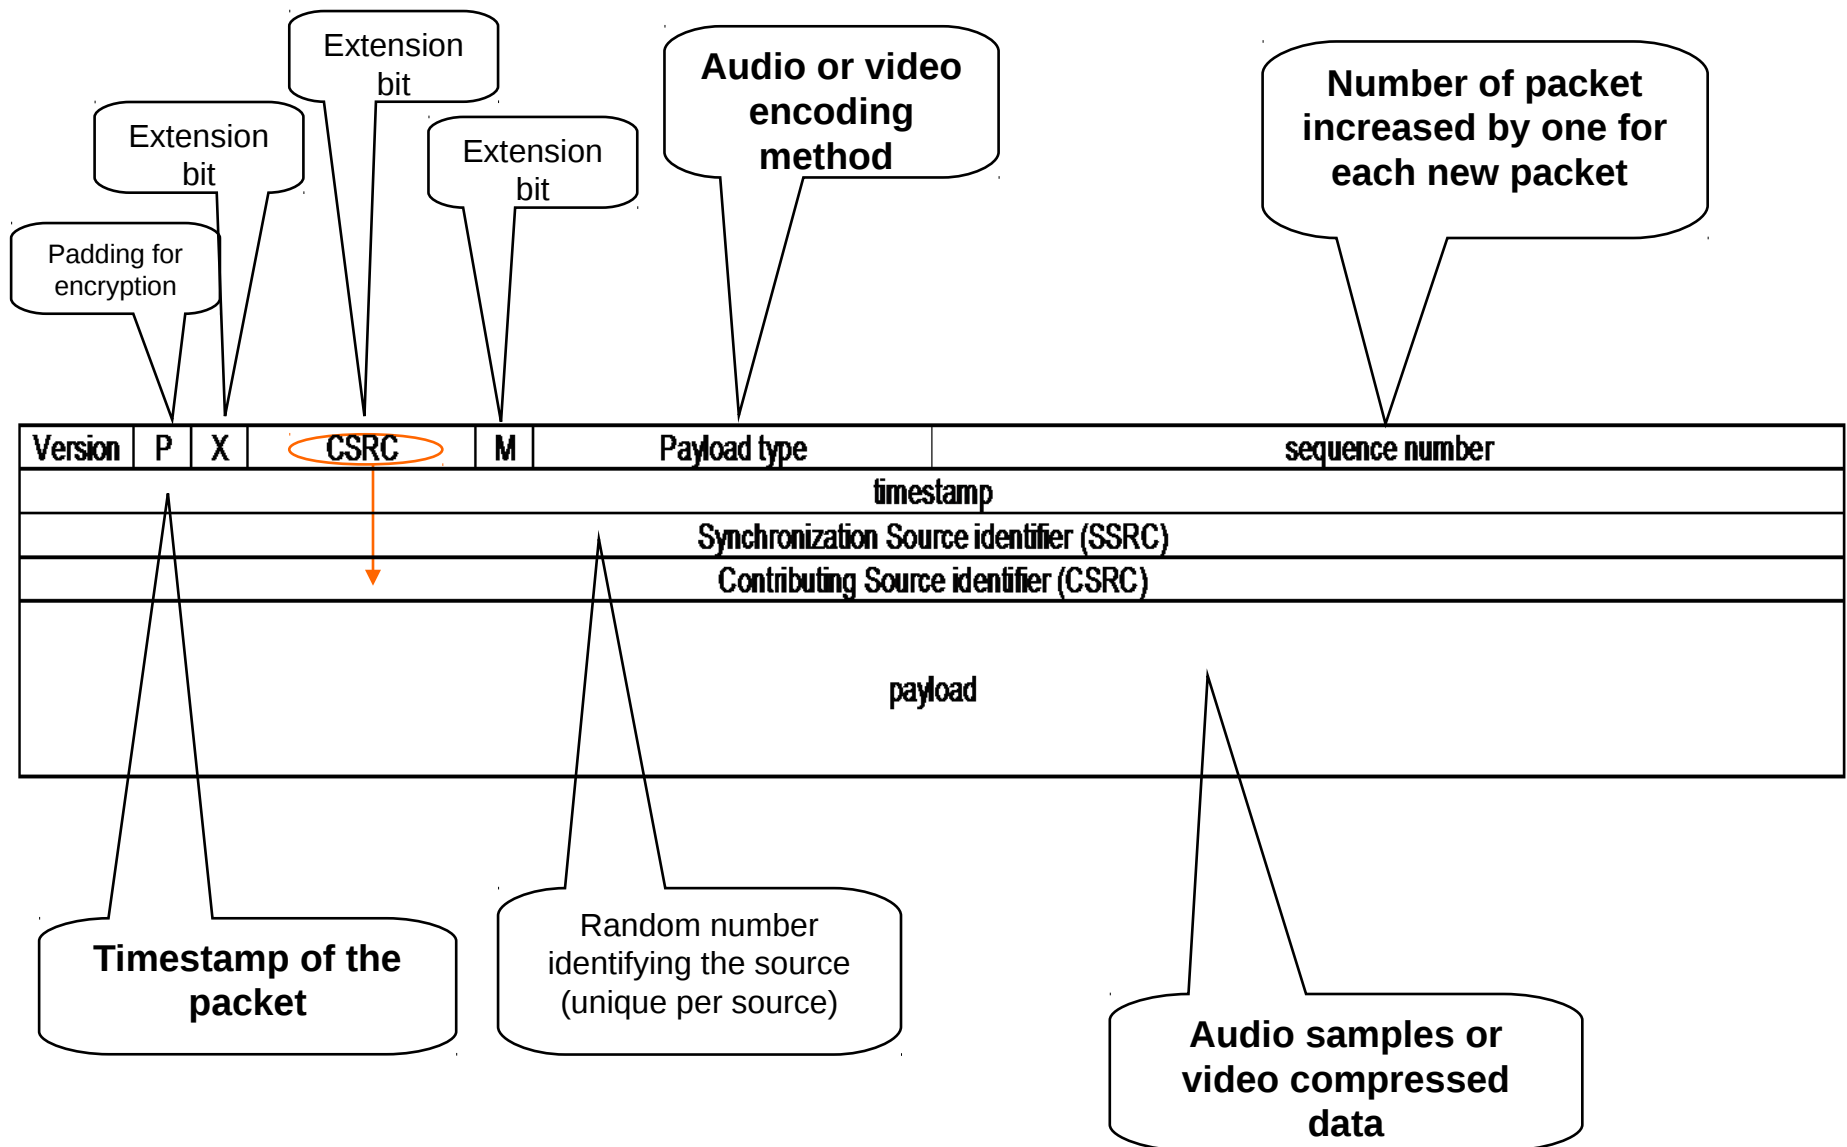 Extension
bit
Audio or video
encoding
method
Number of packet
increased by one for
each new packet
Extension
bit
Extension
bit
Padding for
encryption
Version P X CSRC M Payload type sequence number
timestamp
Synchronization Source identifier (SSRC)
Contributing Source identifier (CSRC)
payload
Timestamp of the
packet
Random number
identifying the source
(unique per source)
Audio samples or
video compressed
data